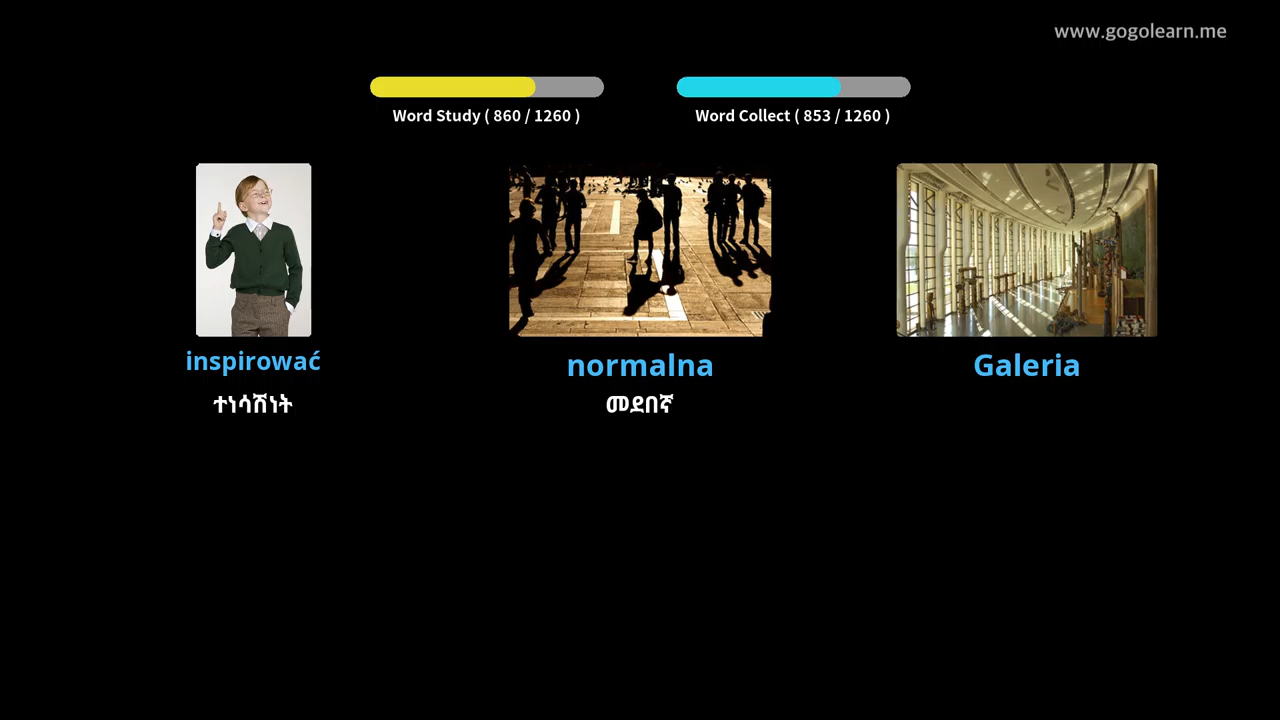 www.gogolearn.me
Word Study ( 860 / 1260 )
Word Collect ( 853 / 1260 )
inspirować
normalna
Galeria
ተነሳሽነት
መደበኛ